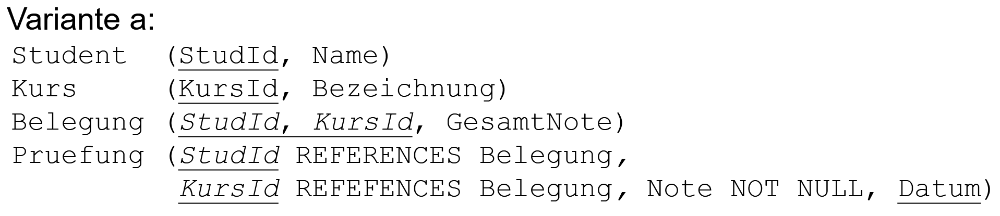 Variante a:
Student (StudId, Name)
Kurs (KursId, Bezeichnung)
Belegung (StudId, KursId, GesamtNote)
Pruefung (StudId REFERENCES Belegung,
KursId REFEFENCES Belegung, Note NOT NULL, Datum)